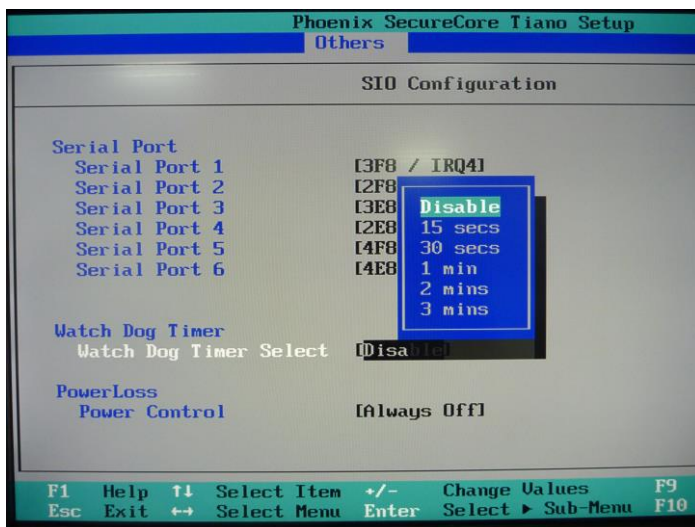 Phoenix SecureCore Tiano Setup
Others
SIO Configuration
Serial Port
Serial Port 1 [3F8 / IRQ4]
Serial Port 2 [2F8
Serial Port 3 [3E8
Serial Port 4 [2E8
Serial Port 5 [4F8
Serial Port 6 [4E8
Disable
15 secs
30 secs
1 min
2 mins
3 mins
Watch Dog Timer
Watch Dog Timer Select [Disable]
PowerLoss
Power Control [Always Off]
F1 Help ↑↓ Select Item +/- Change Values F9
Esc Exit ↔ Select Menu Enter Select ▶ Sub-Menu F10